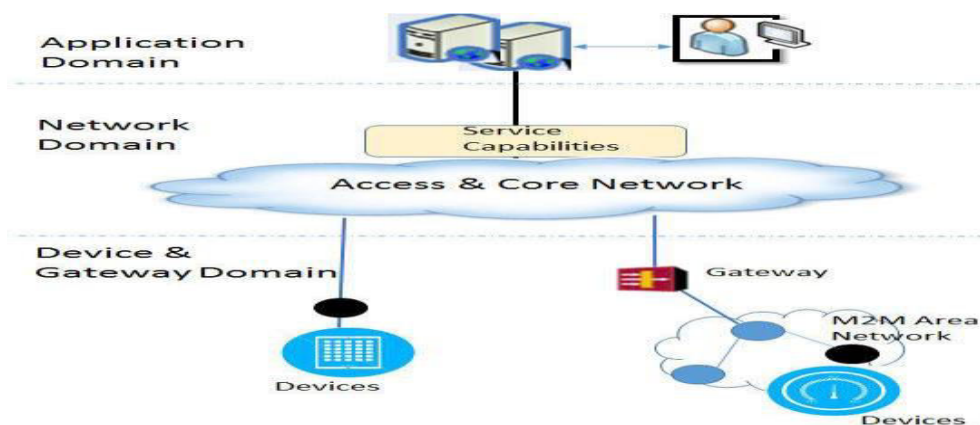 Application
Domain
Network
Domain
Service
Capabilities
Access & Core Network
Device &
Gateway Domain
Gateway
M2M Area
Network
Devices
Devices